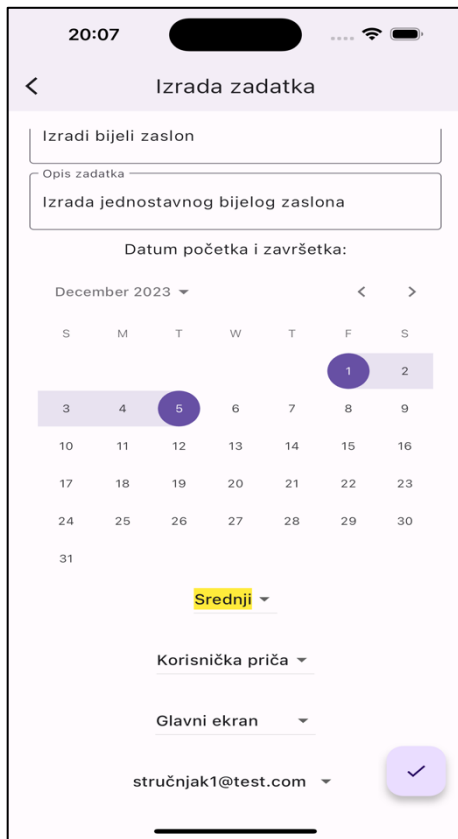 20:07
Izrada zadatka
Izradi bijeli zaslon
Opis zadatka
Izrada jednostavnog bijelog zaslona
Datum početka i završetka:
December 2023
S M T W T F S
1 2
3 4 5 6 7 8 9
10 11 12 13 14 15 16
17 18 19 20 21 22 23
24 25 26 27 28 29 30
31
Srednji
Korisnička priča
Glavni ekran
stručnjak1@test.com